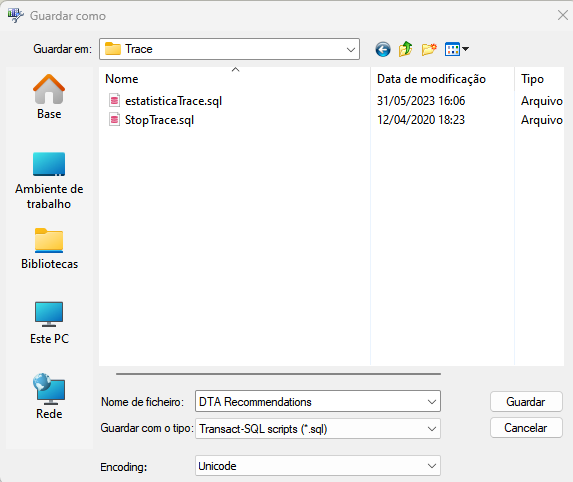 Guardar como
Guardar em: Trace
Nome Data de modificação Tipo
estatisticaTrace.sql 31/05/2023 16:06 Arquivo
StopTrace.sql 12/04/2020 18:23 Arquivo
Base
Ambiente de
trabalho
Bibliotecas
Este PC
Rede
Nome de ficheiro: DTA Recommendations Guardar
Guardar com o tipo: Transact-SQL scripts (*.sql) Cancelar
Encoding: Unicode